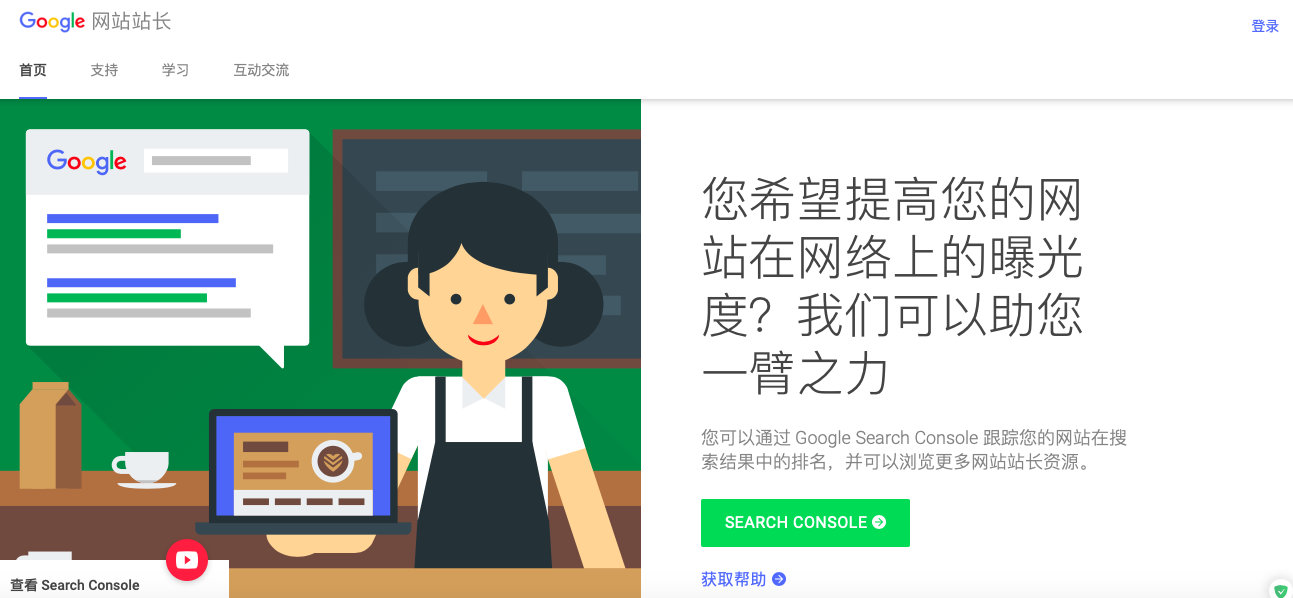 Google 网站站长
登录
首页 支持 学习 互动交流
Google
您希望提高您的网
站在网络上的曝光
度？我们可以助您
一臂之力
您可以通过 Google Search Console 跟踪您的网站在搜
索结果中的排名，并可以浏览更多网站站长资源。
SEARCH CONSOLE
获取帮助
查看 Search Console